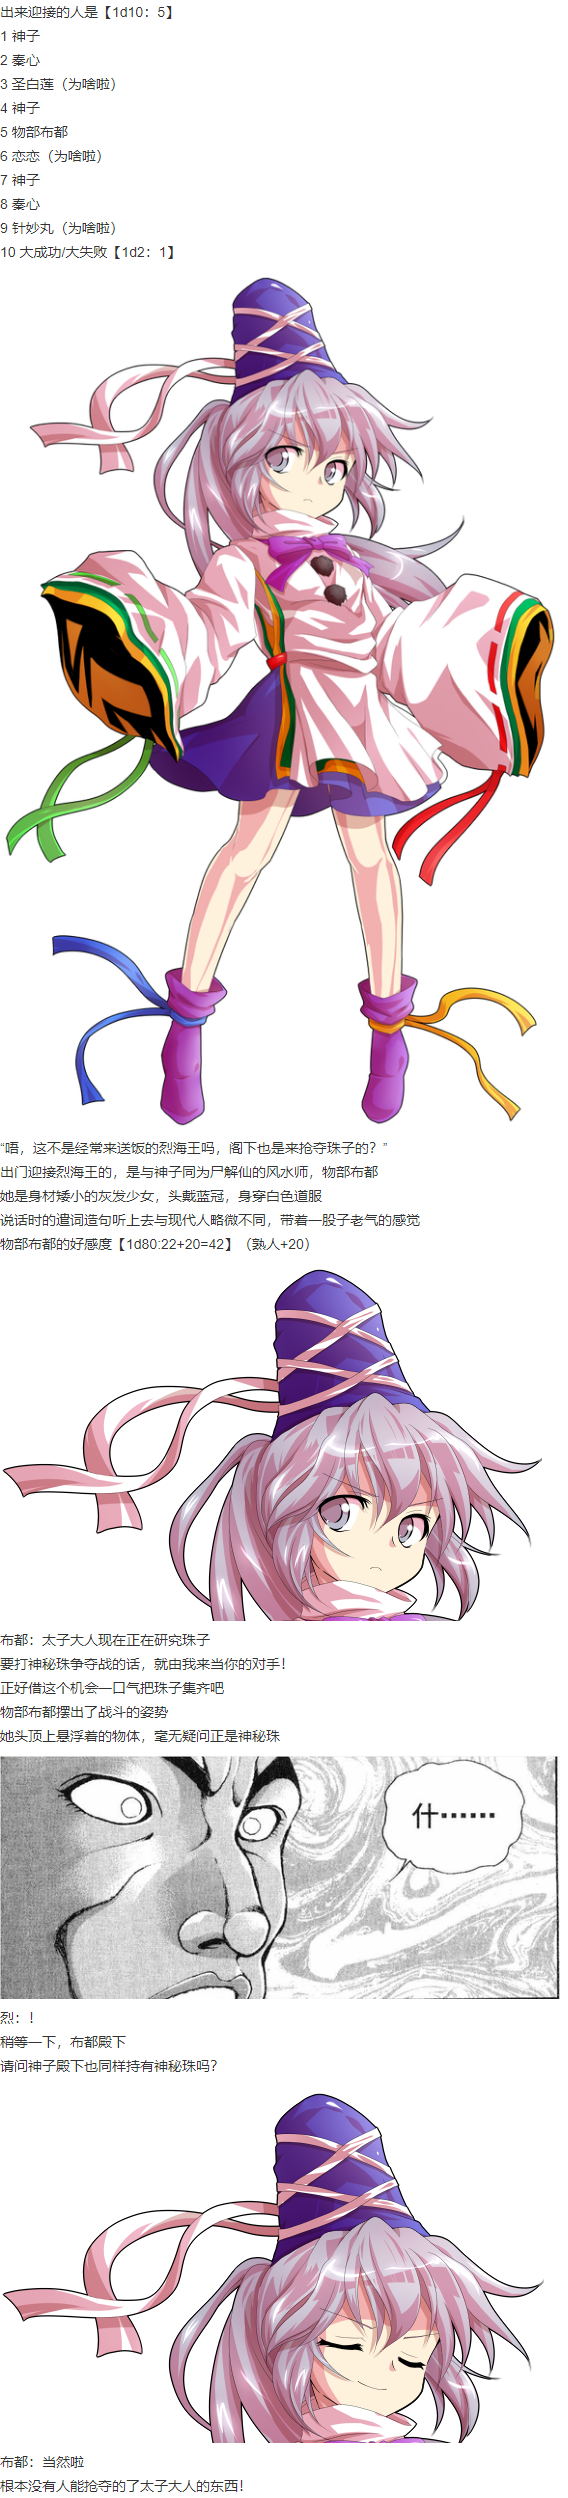 出来迎接的人是【1d10：5】
1 神子
2 秦心
3 圣白莲（为啥啦）
4 神子
5 物部布都
6 恋恋（为啥啦）
7 神子
8 秦心
9 针妙丸（为啥啦）
10 大成功/大失败【1d2：1】
“唔，这不是经常来送饭的烈海王吗，阁下也是来抢夺珠子的？”
出门迎接烈海王的，是与神子同为尸解仙的风水师，物部布都
她是身材矮小的灰发少女，头戴蓝冠，身穿白色道服
说话时的遣词造句听上去与现代人略微不同，带着一股子老气的感觉
物部布都的好感度【1d80:22+20=42】（熟人+20）
布都：太子大人现在正在研究珠子
要打神秘珠争夺战的话，就由我来当你的对手！
正好借这个机会一口气把珠子集齐吧
物部布都摆出了战斗的姿势
她头顶上悬浮着的物体，毫无疑问正是神秘珠
什……
烈：！
稍等一下，布都殿下
请问神子殿下也同样持有神秘珠吗？
布都：当然啦
根本没有人能抢夺的了太子大人的东西！